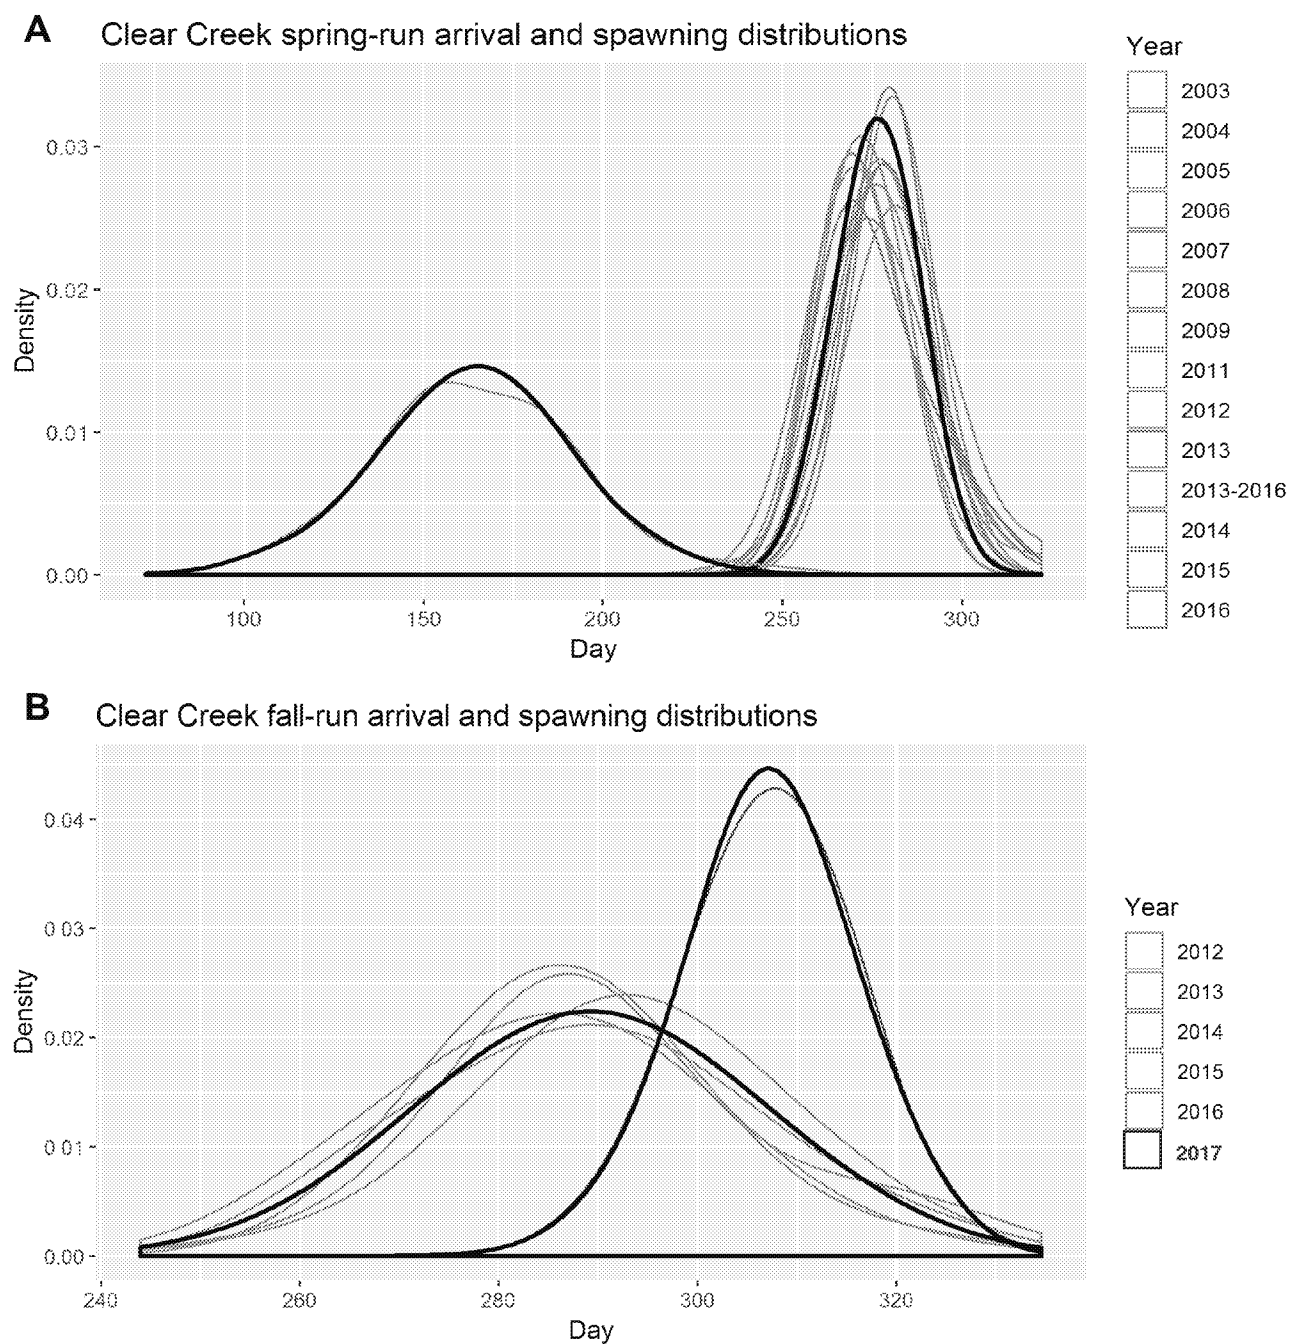 A Clear Creek spring-run arrival and spawning distributions
Density
0.03
0.02
0.01
0.00
100 150 200 250 300
Day
Year
2003
2004
2005
2006
2007
2008
2009
2011
2012
2013
2013-2016
2014
2015
2016
B Clear Creek fall-run arrival and spawning distributions
Density
0.04
0.03
0.02
0.01
0.00
240 260 280 300 320
Day
Year
2012
2013
2014
2015
2016
2017